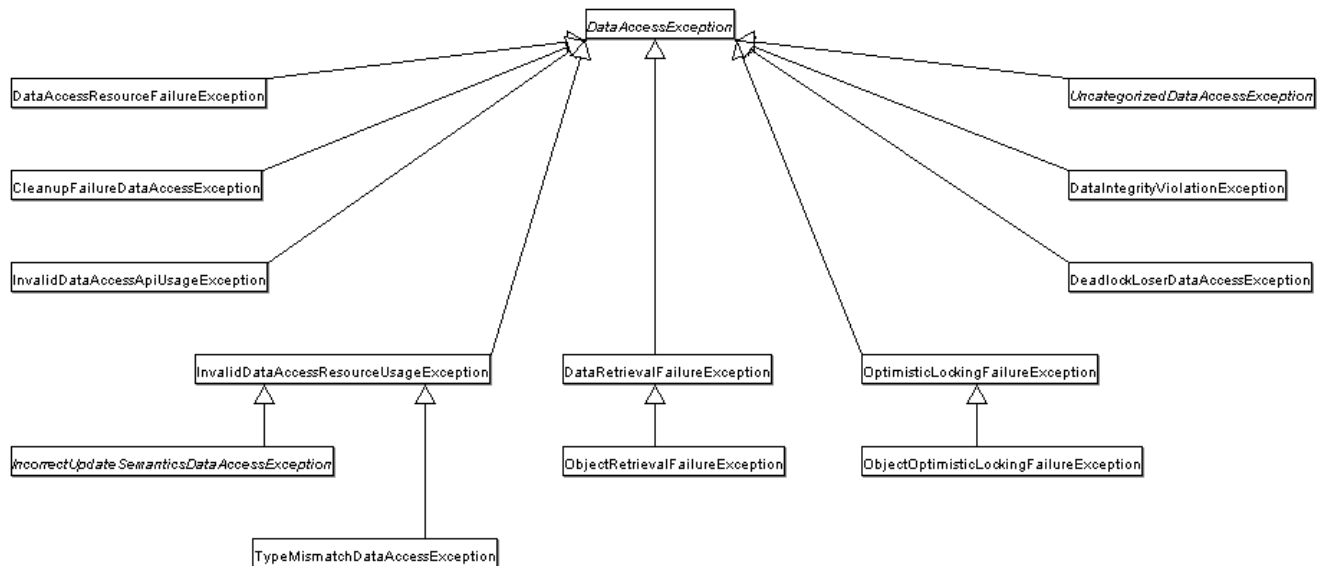 DataAccessException
DataAccessResourceFailureException
UncategorizedDataAccessException
CleanupFailureDataAccessException
DataIntegrityViolationException
InvalidDataAccessApiUsageException
DeadlockLoserDataAccessException
InvalidDataAccessResourceUsageException
DataRetrievalFailureException
OptimisticLockingFailureException
IncorrectUpdateSemanticsDataAccessException
ObjectRetrievalFailureException
ObjectOptimisticLockingFailureException
TypeMismatchDataAccessException